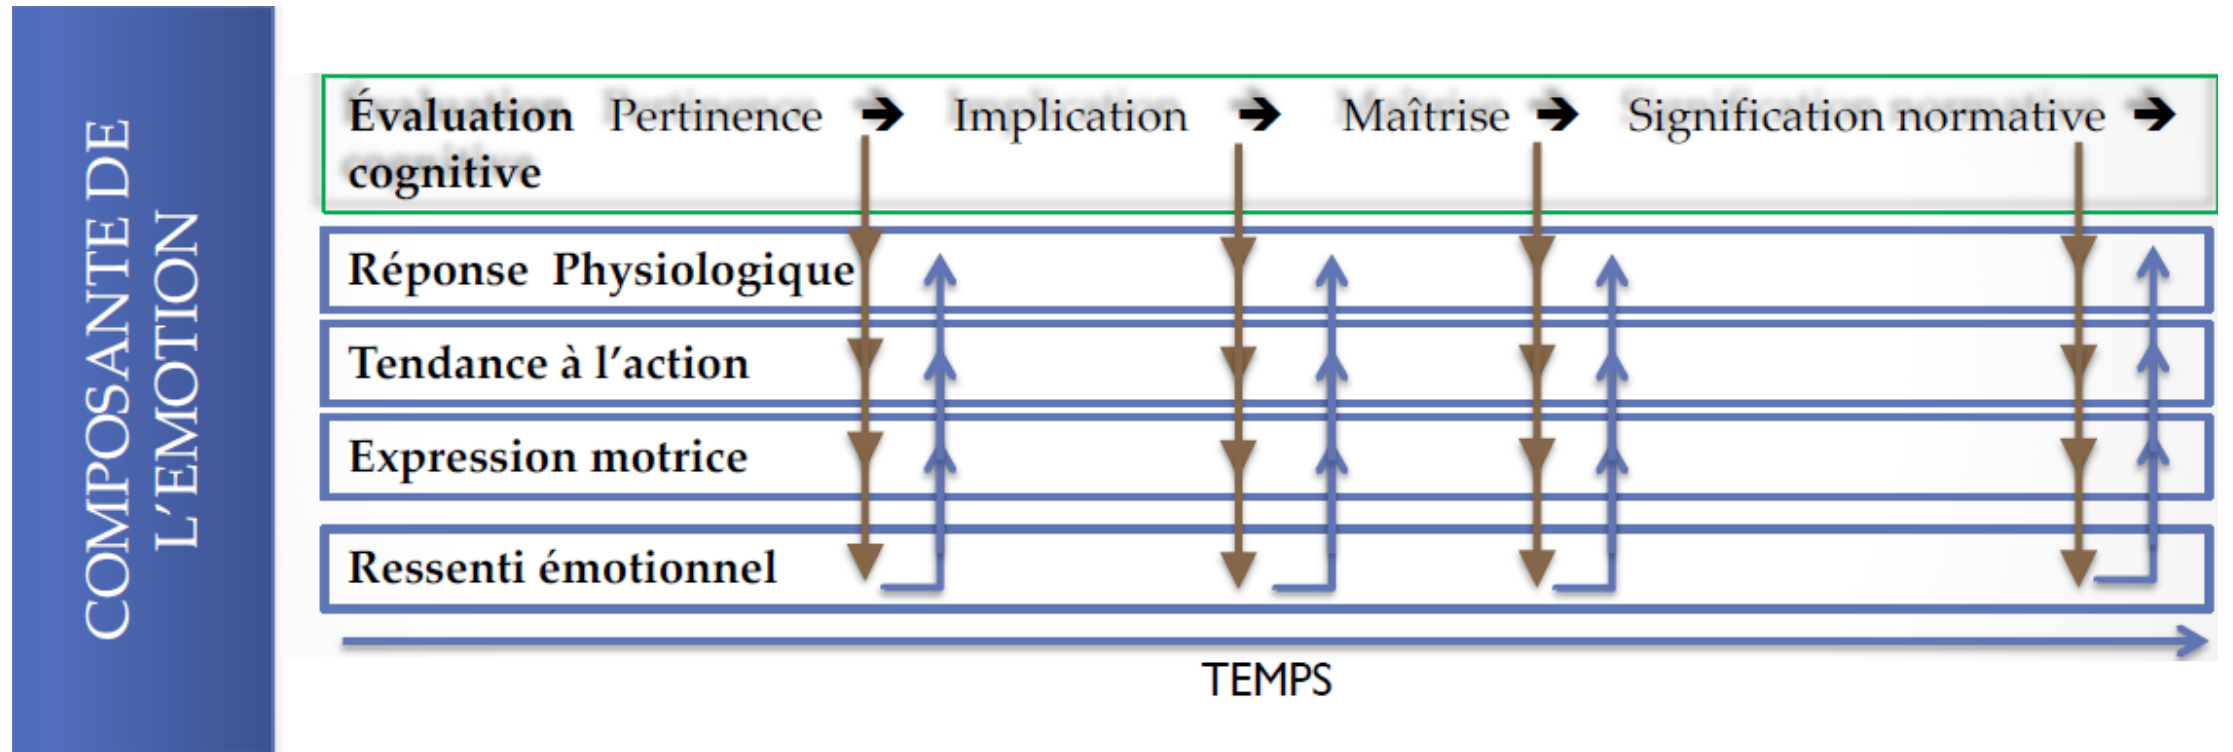 COMPOSANTE DE
L'EMOTION
Évaluation Pertinence ➔ Implication ➔ Maîtrise ➔ Signification normative ➔
cognitive
Réponse Physiologique
Tendance à l'action
Expression motrice
Ressenti émotionnel
TEMPS